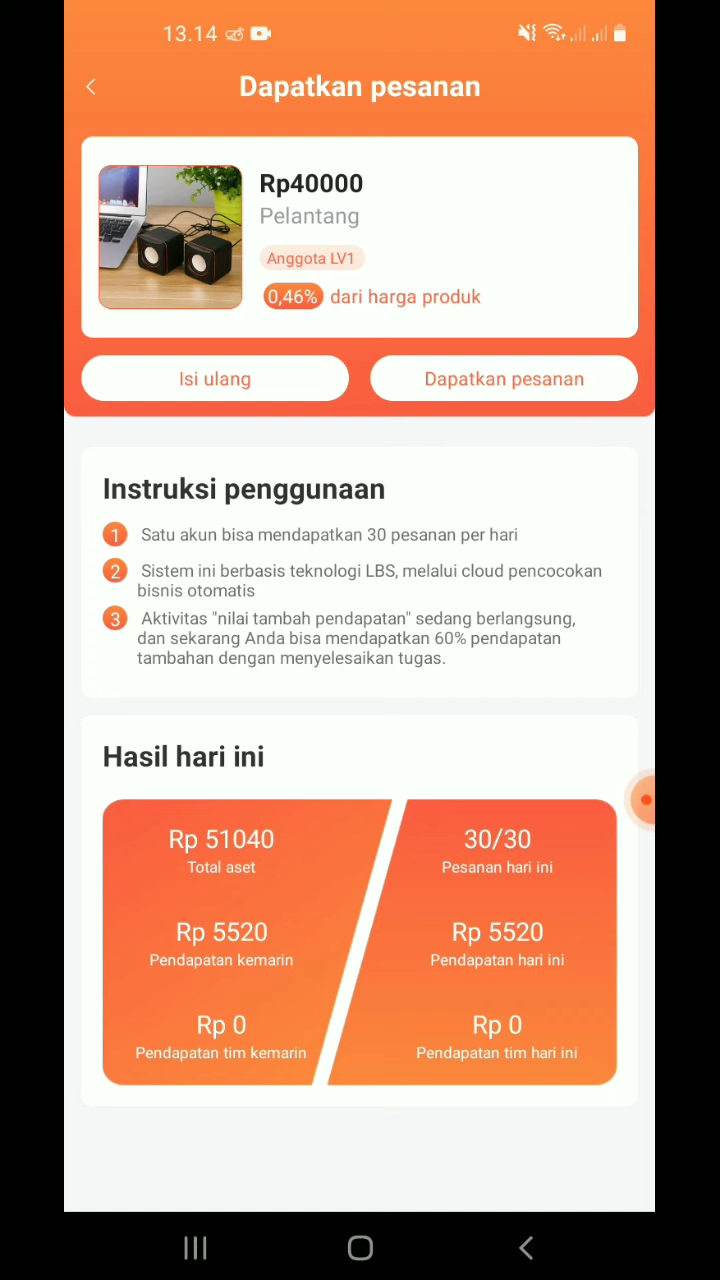 13.14
Dapatkan pesanan
Rp40000
Pelantang
Anggota LV1
0,46% dari harga produk
Isi ulang
Dapatkan pesanan
Instruksi penggunaan
1 Satu akun bisa mendapatkan 30 pesanan per hari
2 Sistem ini berbasis teknologi LBS, melalui cloud pencocokan
bisnis otomatis
3 Aktivitas "nilai tambah pendapatan" sedang berlangsung,
dan sekarang Anda bisa mendapatkan 60% pendapatan
tambahan dengan menyelesaikan tugas.
Hasil hari ini
Rp 51040
Total aset
30/30
Pesanan hari ini
Rp 5520
Pendapatan kemarin
Rp 5520
Pendapatan hari ini
Rp 0
Pendapatan tim kemarin
Rp 0
Pendapatan tim hari ini